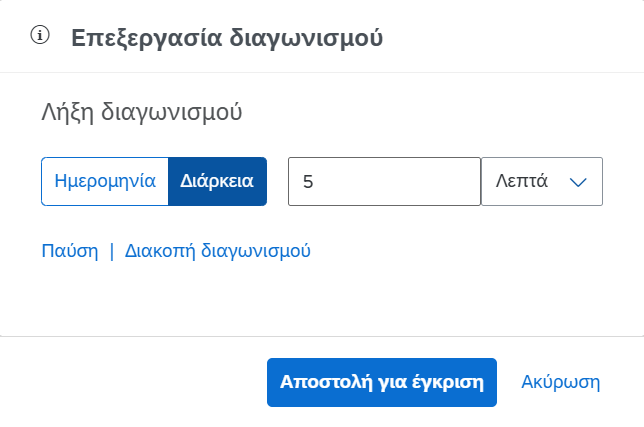 Επεξεργασία διαγωνισμού
Λήξη διαγωνισμού
Ημερομηνία Διάρκεια 5 Λεπτά
Παύση | Διακοπή διαγωνισμού
Αποστολή για έγκριση Ακύρωση